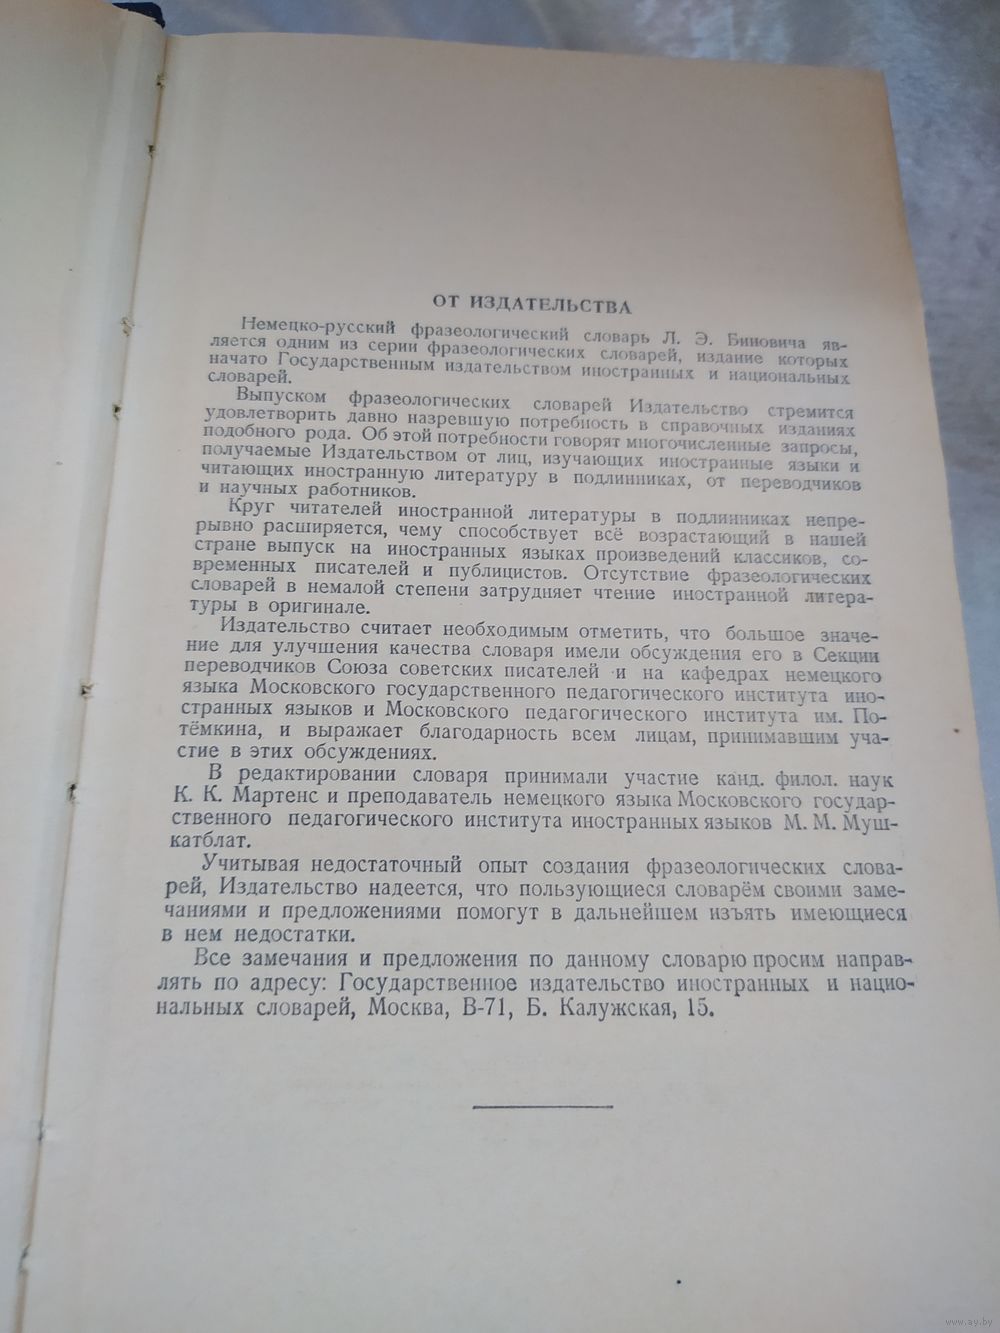 ОТ ИЗДАТЕЛЬСТВА
Немецко-русский фразеологический словарь Л. Э. Биновича яв-
ляется одним из серии фразеологических словарей, издание которых
начато Государственным издательством иностранных и национальных
словарей.
Выпуском фразеологических словарей Издательство стремится
удовлетворить давно назревшую потребность в справочных изданиях
подобного рода. Об этой потребности говорят многочисленные запросы,
получаемые Издательством от лиц, изучающих иностранные языки и
читающих иностранную литературу в подлинниках, от переводчиков
и научных работников.
Круг читателей иностранной литературы в подлинниках непре-
рывно расширяется, чему способствует всё возрастающий в нашей
стране выпуск на иностранных языках произведений классиков, со-
временных писателей и публицистов. Отсутствие фразеологических
словарей в немалой степени затрудняет чтение иностранной литера-
туры в оригинале.
Издательство считает необходимым отметить, что большое значе-
ние для улучшения качества словаря имели обсуждения его в Секции
переводчиков Союза советских писателей и на кафедрах немецкого
языка Московского государственного педагогического института ино-
странных языков и Московского педагогического института им. По-
тёмкина, и выражает благодарность всем лицам, принимавшим уча-
стие в этих обсуждениях.
В редактировании словаря принимали участие канд. филол. наук
К. К. Мартенс и преподаватель немецкого языка Московского государ-
ственного педагогического института иностранных языков М. М. Муш-
катблат.
Учитывая недостаточный опыт создания фразеологических слова-
рей, Издательство надеется, что пользующиеся словарём своими заме-
чаниями и предложениями помогут в дальнейшем изъять имеющиеся
в нем недостатки.
Все замечания и предложения по данному словарю просим направ-
лять по адресу: Государственное издательство иностранных и нацио-
нальных словарей, Москва, В-71, Б. Калужская, 15.
www.ay.by